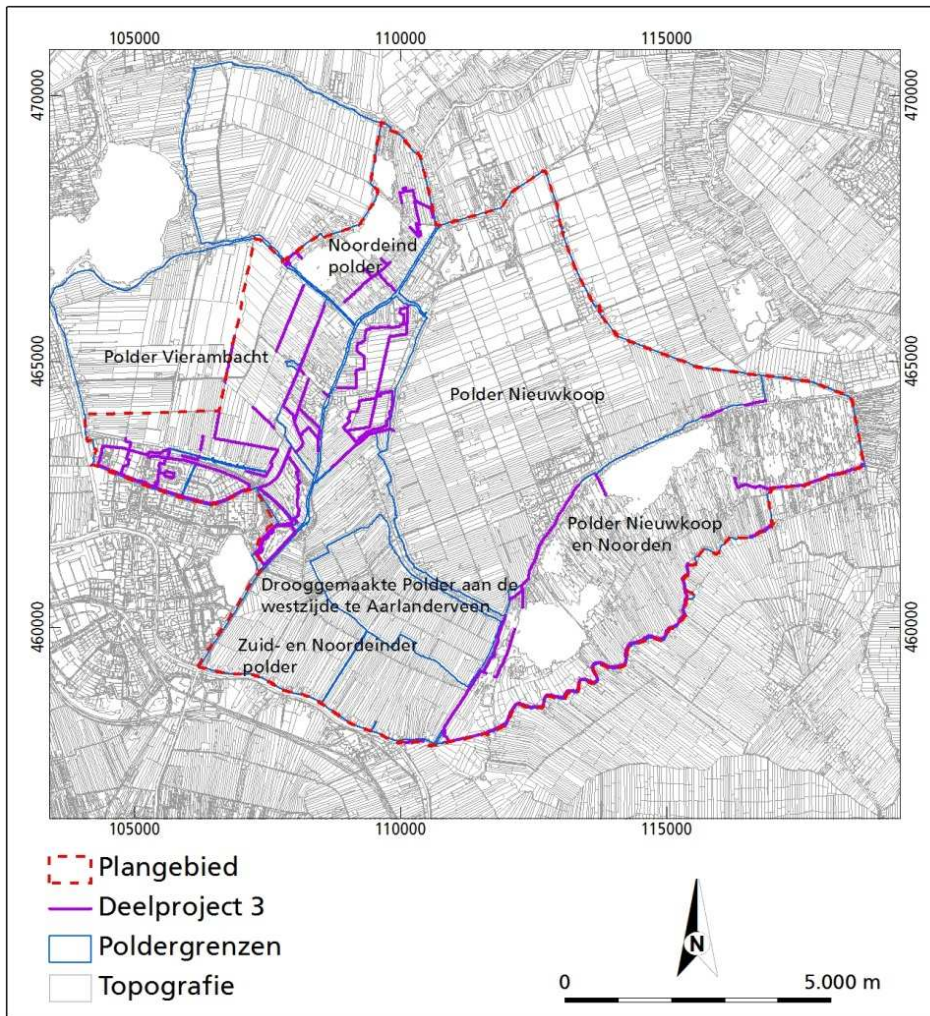 105000 110000 115000
470000 470000
Noordeind
polder
Polder Vierambacht
465000 465000
Polder Nieuwkoop
Polder Nieuwkoop
en Noorden
Drooggemaakte Polder aan de
westzijde te Aarlanderveen
460000 460000
Zuid- en Noordeinder
polder
105000 110000 115000
Plangebied
Deelproject 3
Poldergrenzen
Topografie
N
0 5.000 m